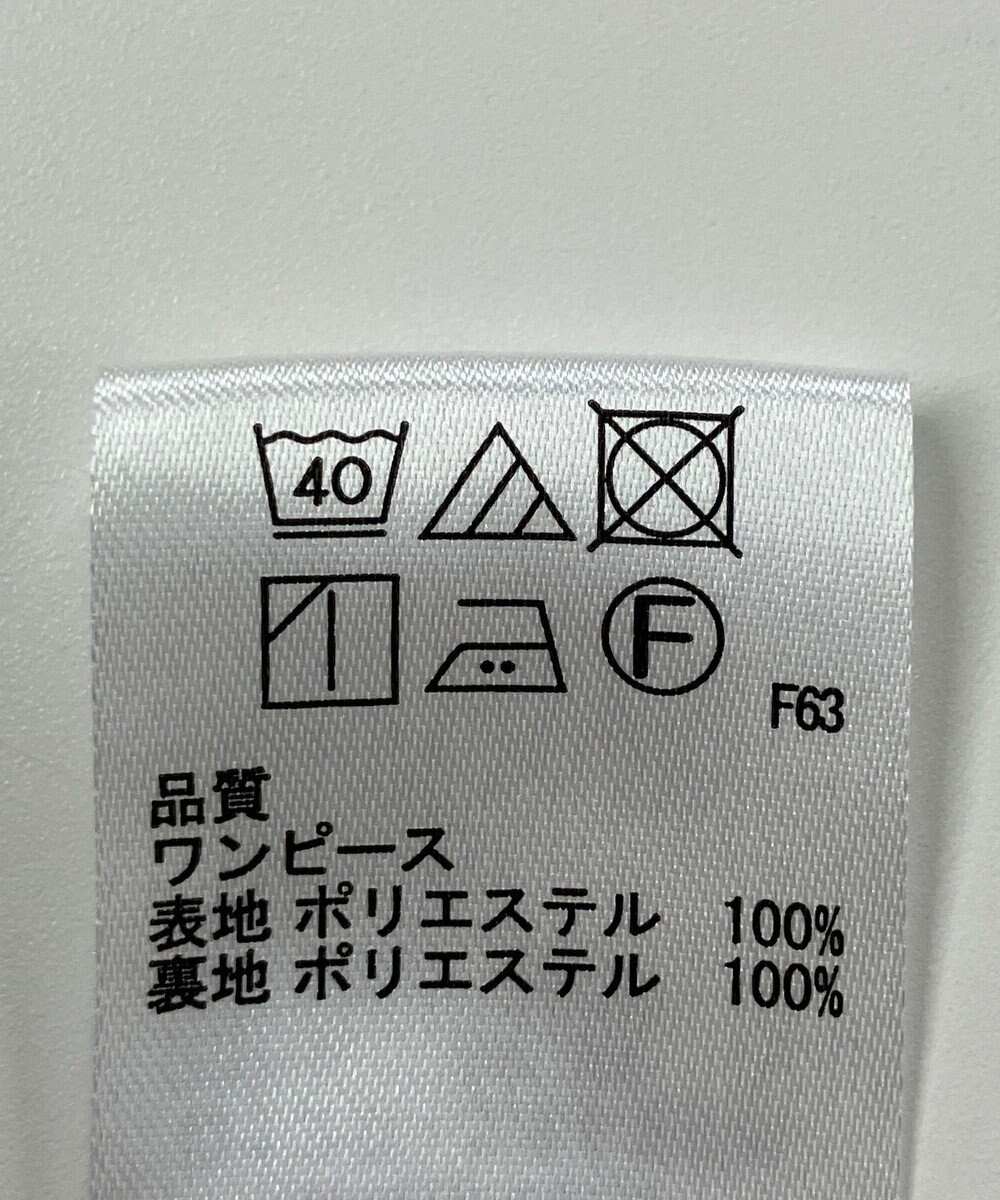 40
F
F63
品質
ワンピース
表地 ポリエステル 100%
裏地 ポリエステル 100%